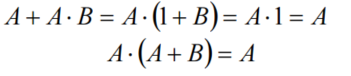 A + A · B = A · (1 + B) = A · 1 = A
A · (A + B) = A